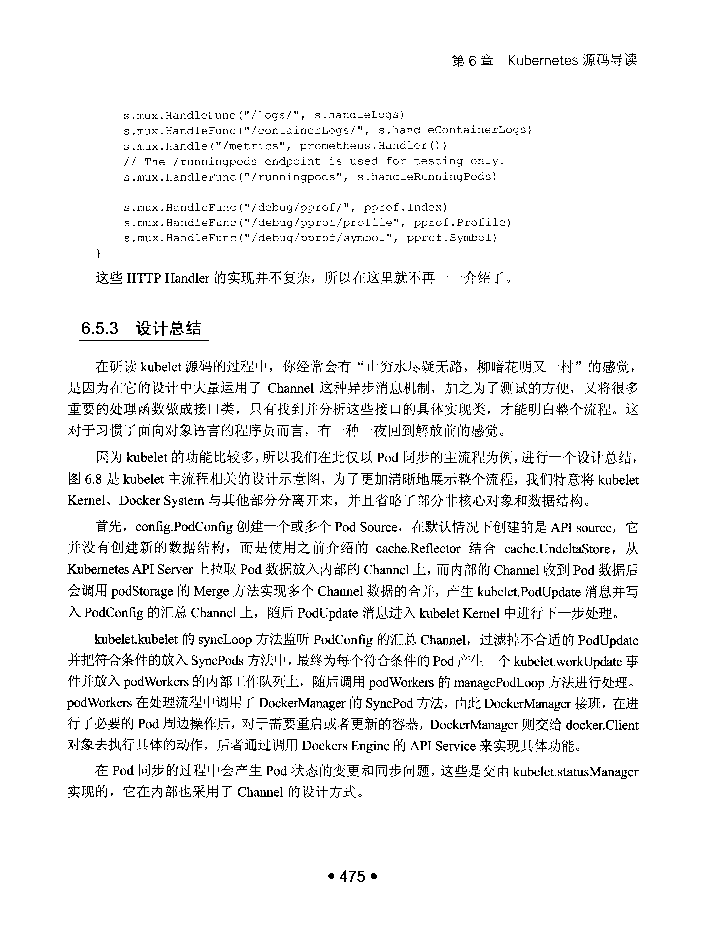 第 6 章 Kubernetes 源码导读
s.mux.HandleFunc("/logs/", s.handleLogs)
s.mux.HandleFunc("/containerLogs/", s.handleContainerLogs)
s.mux.Handle("/metrics", prometheus.Handler())
// The /runningpods endpoint is used for testing only.
s.mux.HandleFunc("/runningpods", s.handleRunningPods)
s.mux.HandleFunc("/debug/pprof/", pprof.Index)
s.mux.HandleFunc("/debug/pprof/profile", pprof.Profile)
s.mux.HandleFunc("/debug/pprof/symbol", pprof.Symbol)
}
这些 HTTP Handler 的实现并不复杂，所以在这里就不再一一介绍了。
6.5.3 设计总结
在研读 kubelet 源码的过程中，你经常会有“山穷水尽疑无路，柳暗花明又一村”的感觉，
是因为在它的设计中大量运用了 Channel 这种异步消息机制，加之为了测试的方便，又将很多
重要的处理函数做成接口类，只有找到并分析这些接口的具体实现类，才能明白整个流程。这
对于习惯了面向对象语言的程序员而言，有一种一夜回到解放前的感觉。
因为 kubelet 的功能比较多，所以我们在此仅以 Pod 同步的主流程为例，进行一个设计总结，
图 6.8 是 kubelet 主流程相关的设计示意图，为了更加清晰地展示整个流程，我们特意将 kubelet
Kernel、Docker System 与其他部分分离开来，并且省略了部分非核心对象和数据结构。
首先，config.PodConfig 创建一个或多个 Pod Source，在默认情况下创建的是 API source，它
并没有创建新的数据结构，而是使用之前介绍的 cache.Reflector 结合 cache.UndeltaStore，从
Kubernetes API Server 上拉取 Pod 数据放入内部的 Channel 上，而内部的 Channel 收到 Pod 数据后
会调用 podStorage 的 Merge 方法实现多个 Channel 数据的合并，产生 kubelet.PodUpdate 消息并写
入 PodConfig 的汇总 Channel 上，随后 PodUpdate 消息进入 kubelet Kernel 中进行下一步处理。
kubelet.kubelet 的 syncLoop 方法监听 PodConfig 的汇总 Channel，过滤掉不合适的 PodUpdate
并把符合条件的放入 SyncPods 方法中，最终为每个符合条件的 Pod 产生一个 kubelet.workUpdate 事
件并放入 podWorkers 的内部工作队列上，随后调用 podWorkers 的 managePodLoop 方法进行处理。
podWorkers 在处理流程中调用了 DockerManager 的 SyncPod 方法，由此 DockerManager 接班，在进
行了必要的 Pod 周边操作后，对于需要重启或者更新的容器，DockerManager 则交给 docker.Client
对象去执行具体的动作，后者通过调用 Dockers Engine 的 API Service 来实现具体功能。
在 Pod 同步的过程中会产生 Pod 状态的变更和同步问题，这些是交由 kubelet.statusManager
实现的，它在内部也采用了 Channel 的设计方式。
• 475 •